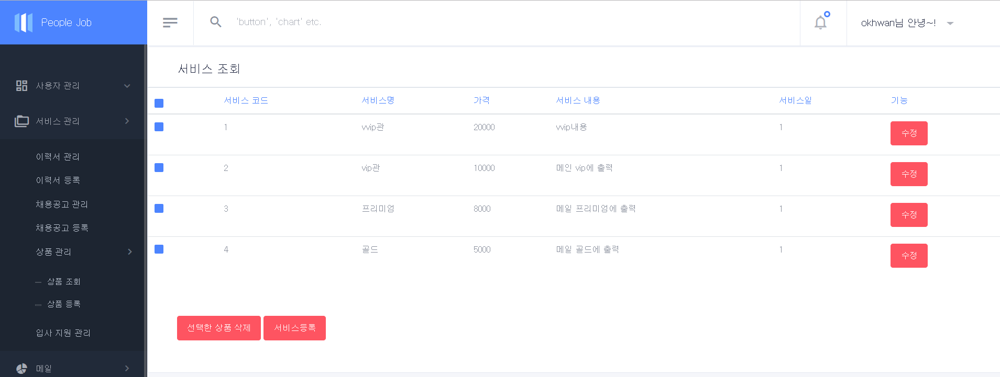 People Job
'button', 'chart' etc.
okhwan님 안녕~!
사용자 관리
서비스 관리
이력서 관리
이력서 등록
채용공고 관리
채용공고 등록
상품 관리
상품 조회
상품 등록
입사 지원 관리
메일
서비스 조회
서비스 코드 서비스명 가격 서비스 내용 서비스일 기능
1 vvip관 20000 vvip내용 1 수정
2 vip관 10000 메인 vip에 출력 1 수정
3 프리미엄 8000 메일 프리미엄에 출력 1 수정
4 골드 5000 메일 골드에 출력 1 수정
선택한 상품 삭제 서비스등록